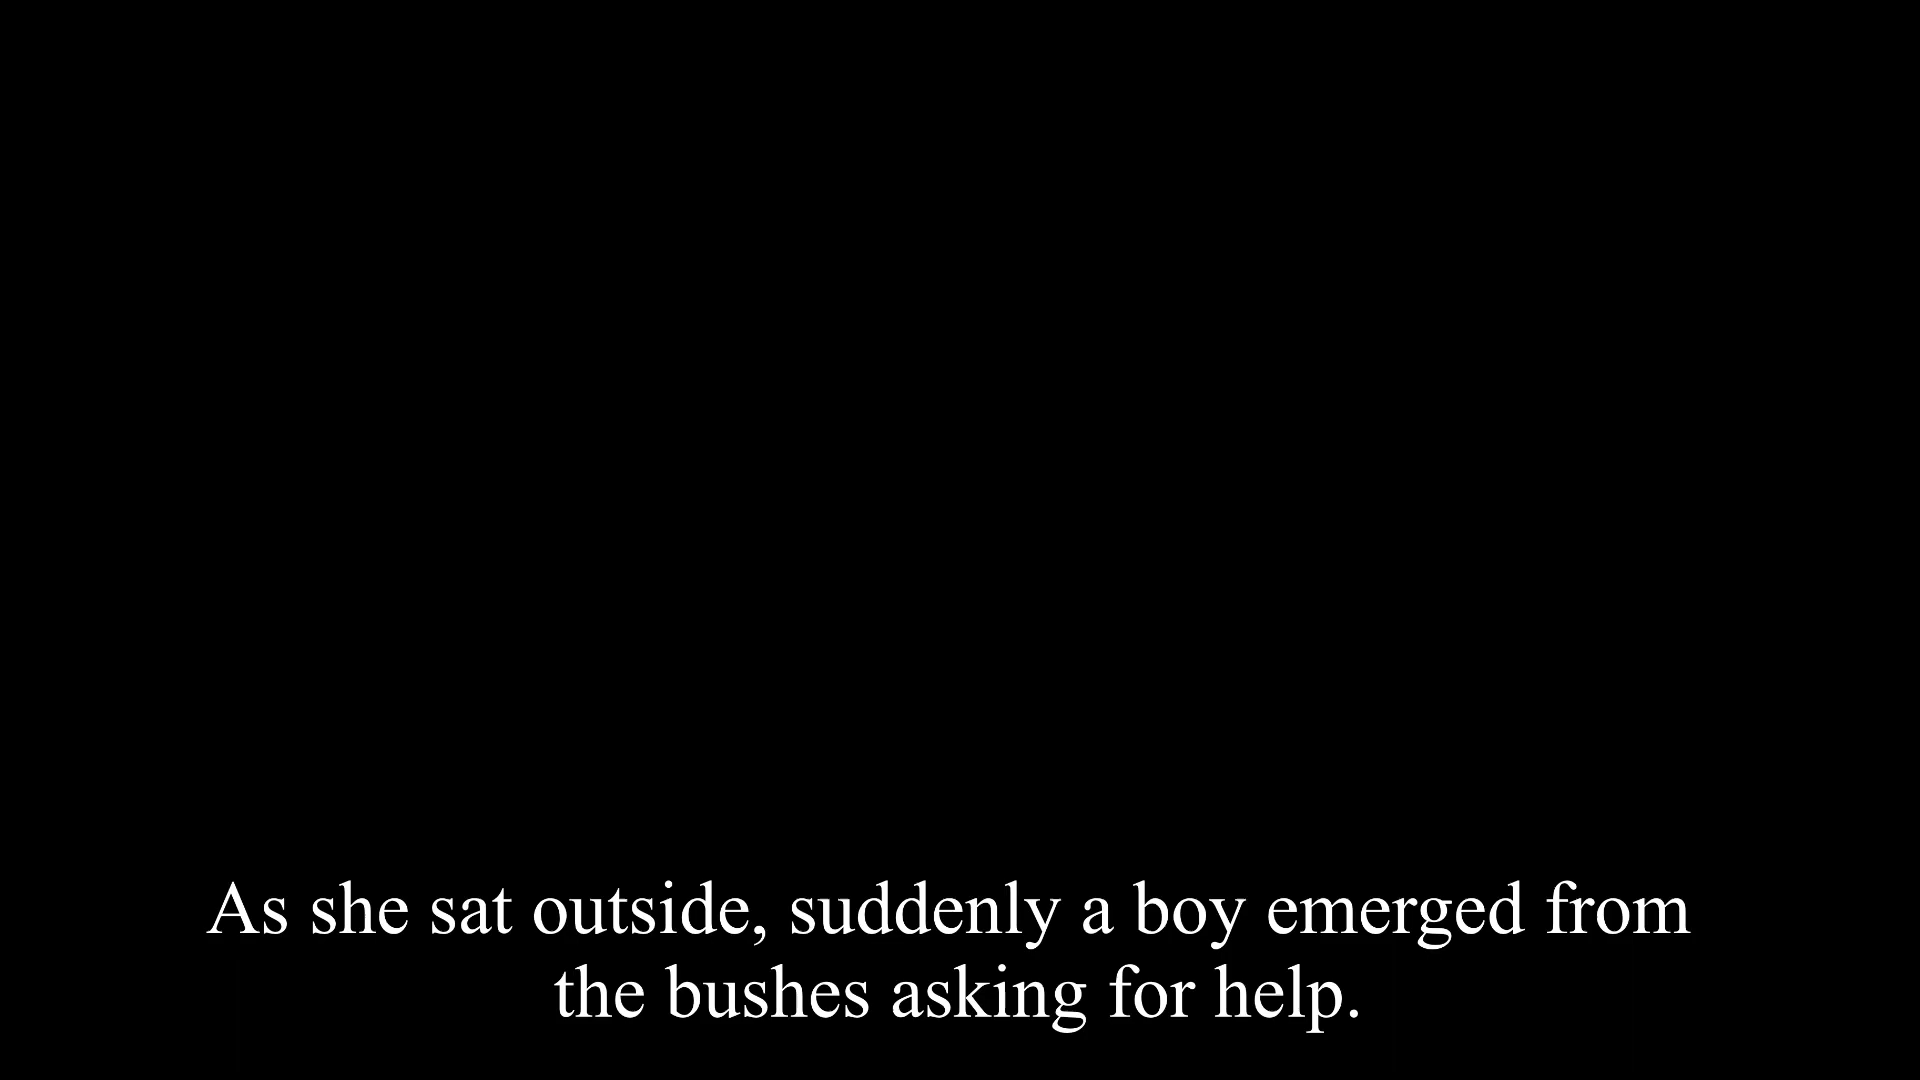 As she sat outside, suddenly a boy emerged from
the bushes asking for help.